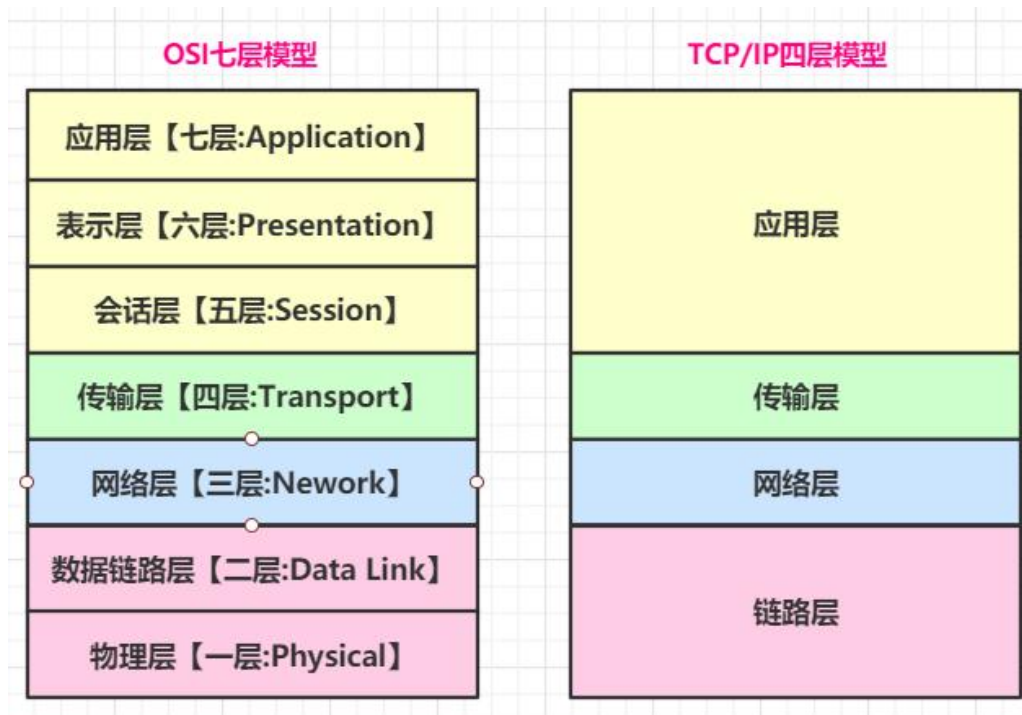 OSI七层模型
应用层【七层:Application】
表示层【六层:Presentation】
会话层【五层:Session】
传输层【四层:Transport】
网络层【三层:Nework】
数据链路层【二层:Data Link】
物理层【一层:Physical】
TCP/IP四层模型
应用层
传输层
网络层
链路层